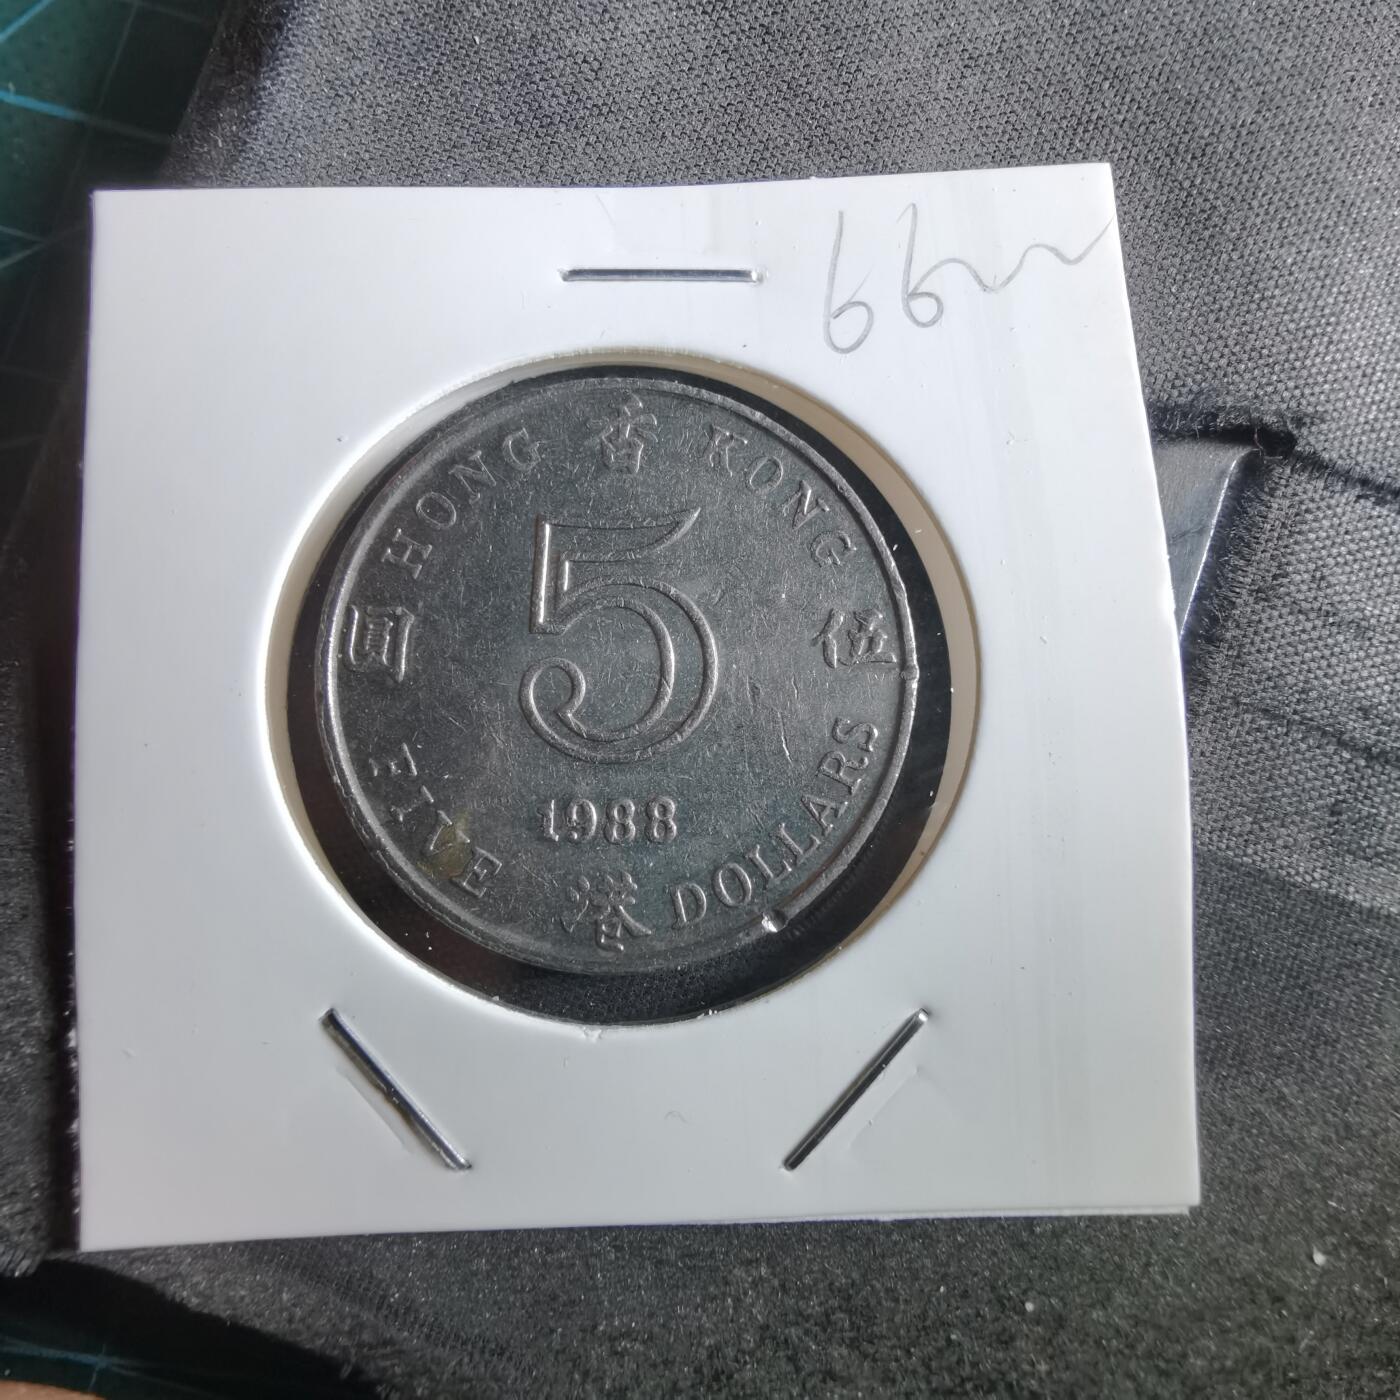 66
HONG 香 KONG
圓 5 伍
1988
FIVE 港 DOLLARS